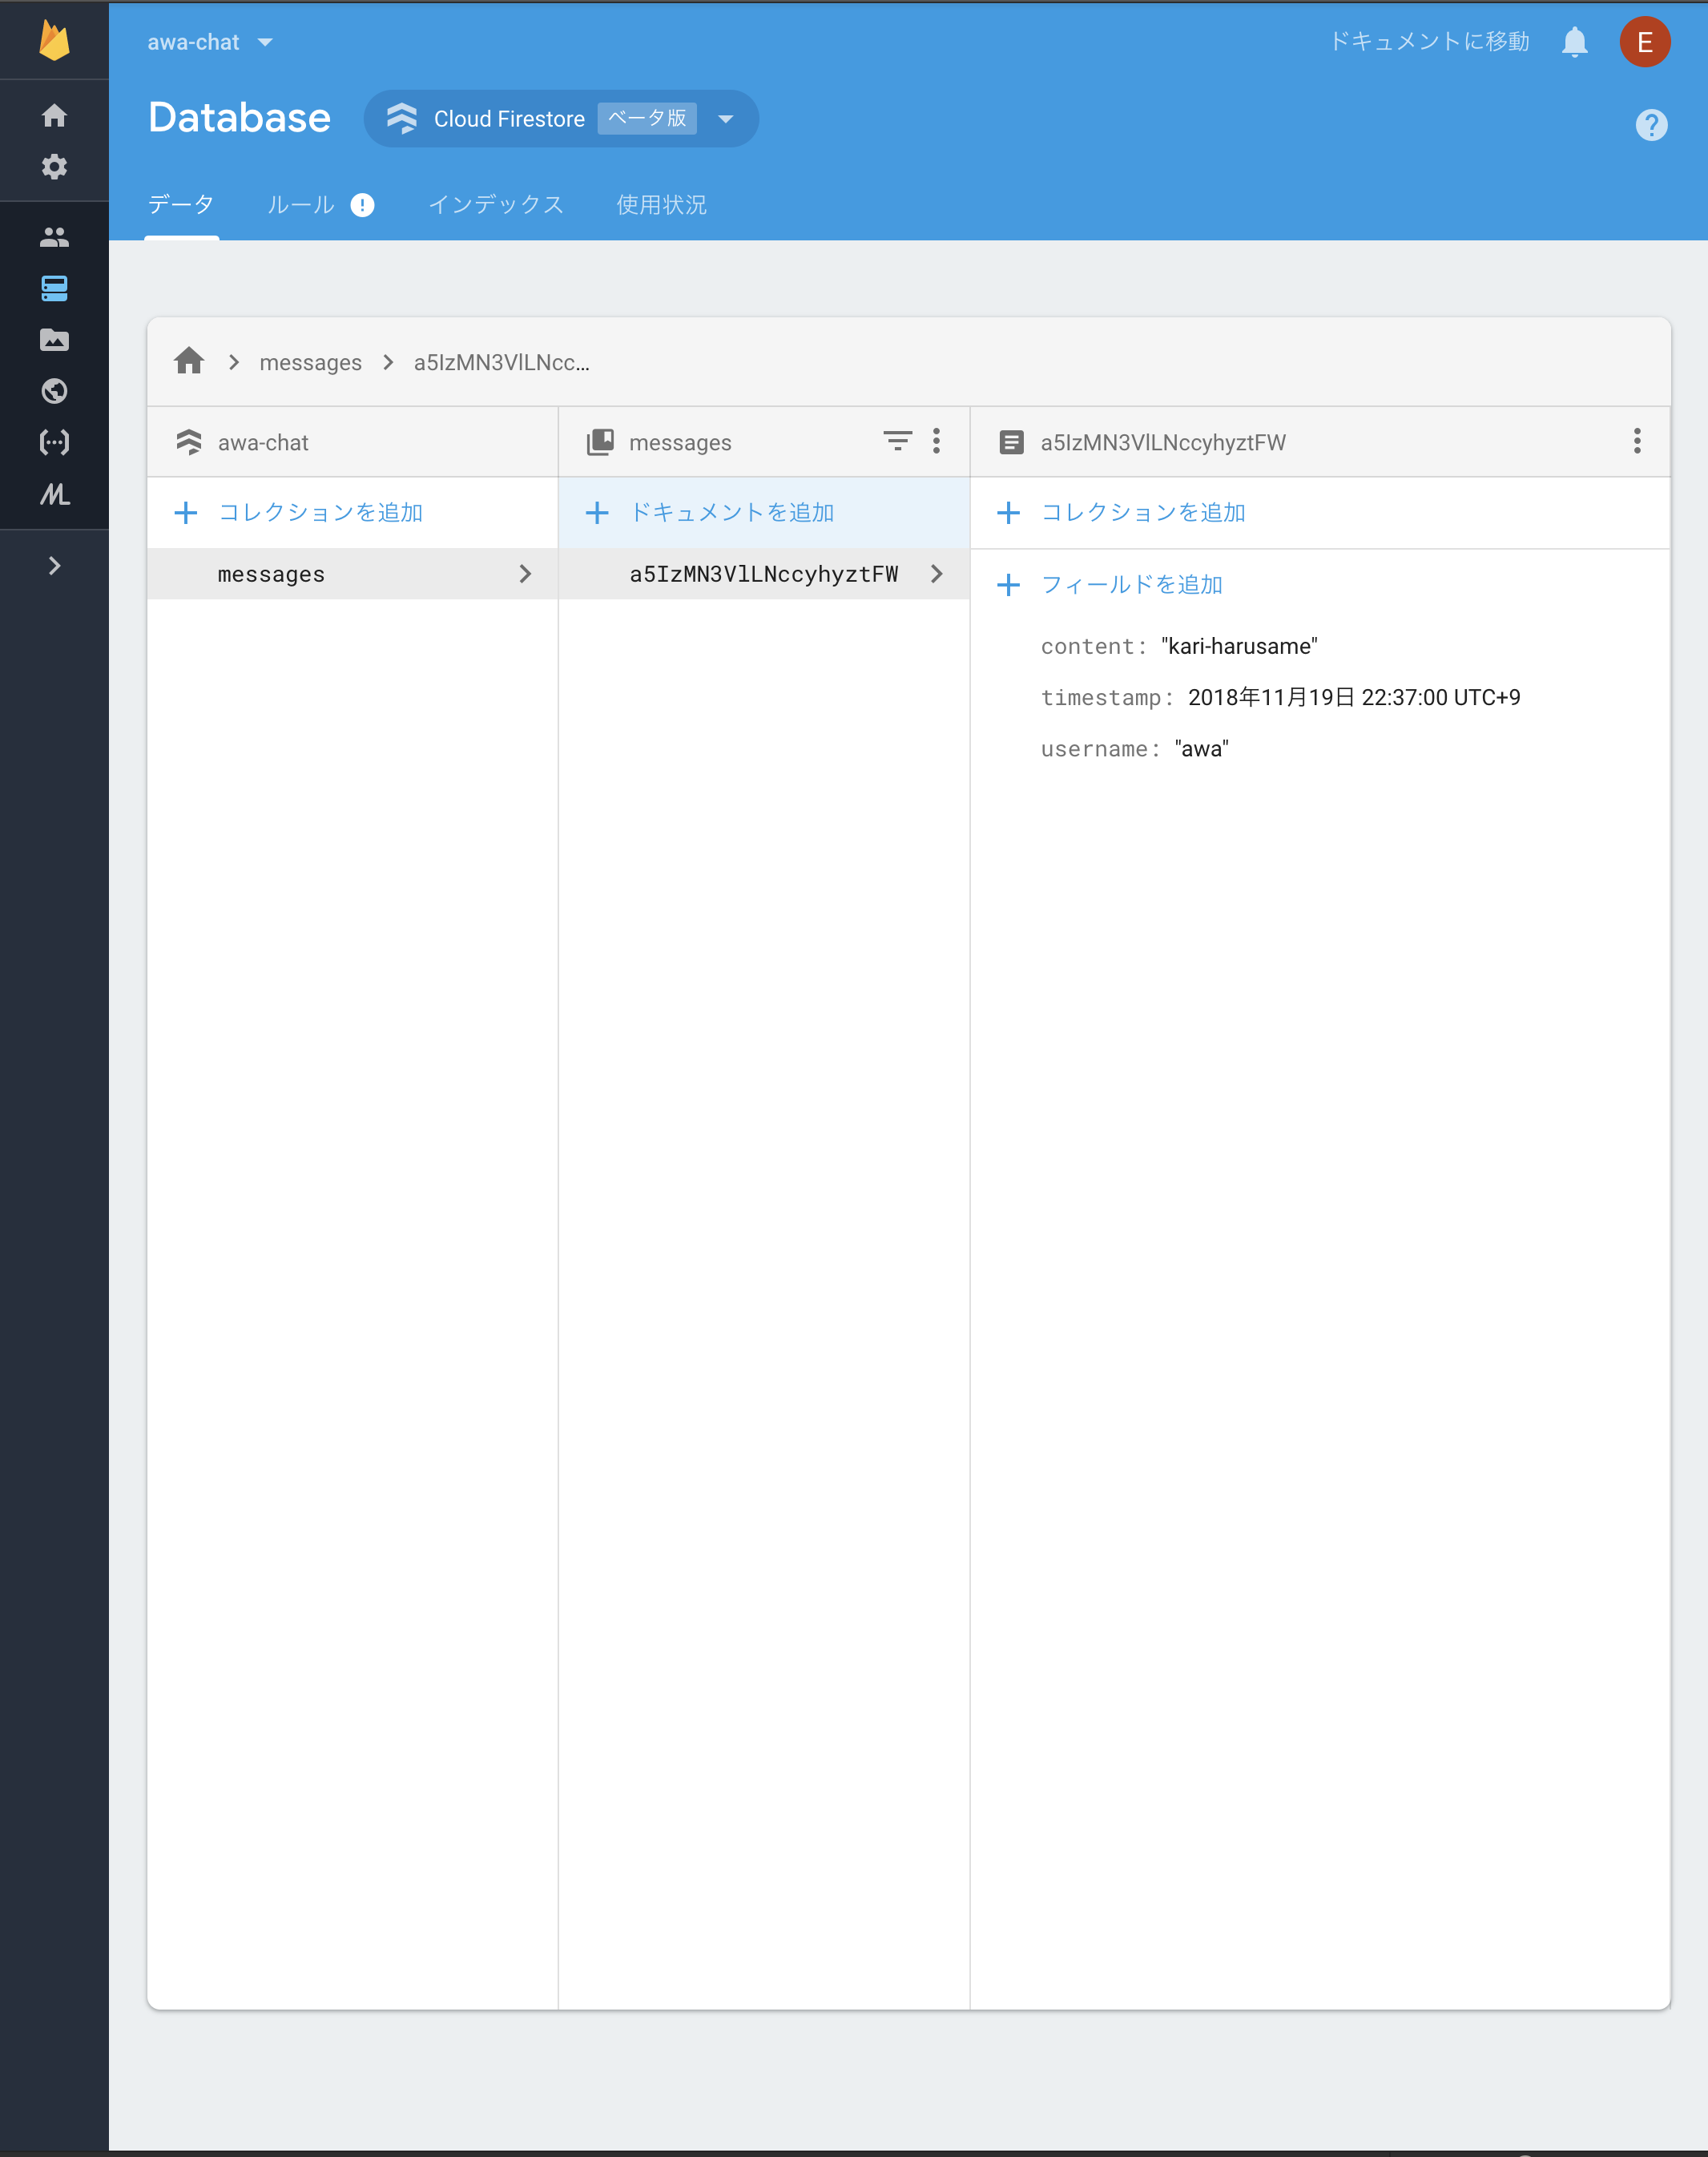 awa-chat
ドキュメントに移動
E
Database
Cloud Firestore
ベータ版
?
データ
ルール !
インデックス
使用状況
messages
a5IzMN3VlLNcc...
awa-chat
messages
a5IzMN3VlLNccyhyztFW
コレクションを追加
ドキュメントを追加
コレクションを追加
messages
a5IzMN3VlLNccyhyztFW
フィールドを追加
content: "kari-harusame"
timestamp: 2018年11月19日 22:37:00 UTC+9
username: "awa"